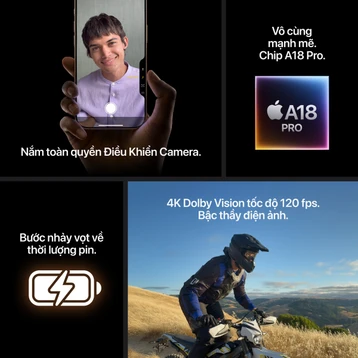 Vô cùng
mạnh mẽ.
Chip A18 Pro.
A18
PRO
Nắm toàn quyền Điều Khiển Camera.
Bước nhảy vọt về
thời lượng pin.
4K Dolby Vision tốc độ 120 fps.
Bậc thầy điện ảnh.